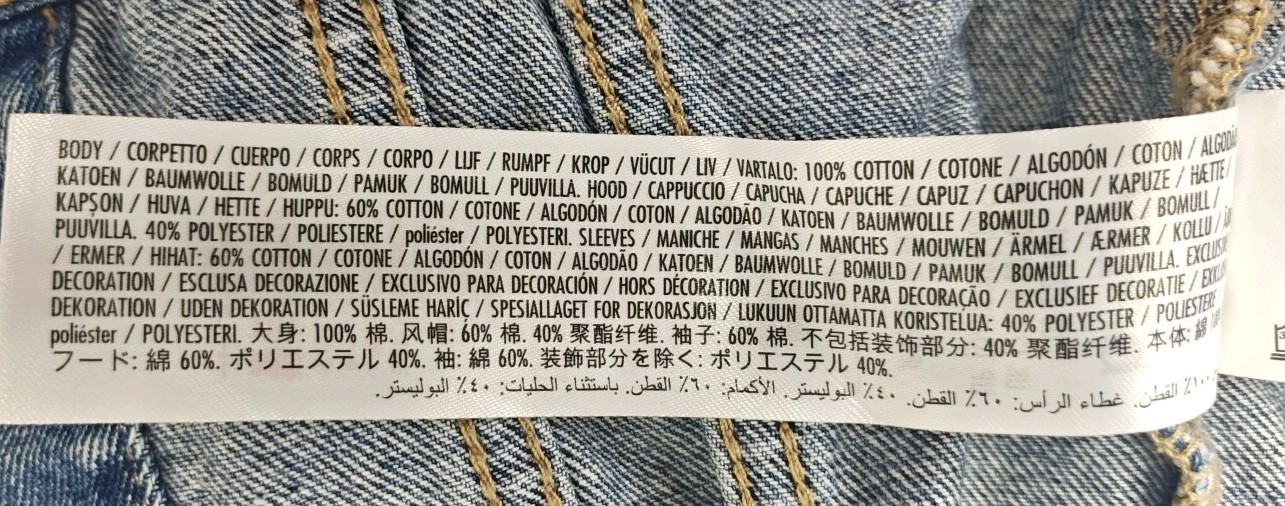 BODY / CORPETTO / CUERPO / CORPS / CORPO / LIJF / RUMPF / KROP / VÜCUT / LIV / VARTALO: 100% COTTON / COTONE / ALGODÓN / COTON /
KATOEN / BAUMWOLLE / BOMULD / PAMUK / BOMULL / PUUVILLA. HOOD / CAPPUCCIO / CAPUCHA / CAPUCHE / CAPUZ / CAPUCHON / KAPUZE / HÆTTE /
KAPŞON / HUVA / HETTE / HUPPU: 60% COTTON / COTONE / ALGODÓN / COTON / ALGODÃO / KATOEN / BAUMWOLLE / BOMULD / PAMUK / BOMULL /
PUUVILLA. 40% POLYESTER / POLIESTERE / poliéster / POLYESTERI. SLEEVES / MANICHE / MANGAS / MANCHES / MOUWEN / ÄRMEL / ÆRMER / KOLLU /
/ ERMER / HIHAT: 60% COTTON / COTONE / ALGODÓN / COTON / ALGODÃO / KATOEN / BAUMWOLLE / BOMULD / PAMUK / BOMULL / PUUVILLA.
DECORATION / ESCLUSA DECORAZIONE / EXCLUSIVO PARA DECORACIÓN / HORS DÉCORATION / EXCLUSIVO PARA DECORAÇÃO / EXCLUSIEF DECORATIE /
DEKORATION / UDEN DEKORATION / SÜSLEME HARİÇ / SPESIALLAGET FOR DEKORASJON / LUKUUN OTTAMATTA KORISTELUA: 40% POLYESTER / POLIESTERE
poliéster / POLYESTERI. 大身: 100% 棉. 风帽: 60% 棉. 40% 聚酯纤维. 袖子: 60% 棉. 不包括装饰部分: 40% 聚酯纤维. 本体: 綿
フード: 綿 60%. ポリエステル 40%. 袖: 綿 60%. 装飾部分を除く: ポリエステル 40%.
القطن. غطاء الرأس: ٦٠٪ القطن. ٤٠٪ البوليستر. الأكمام: ٦٠٪ القطن. باستثناء الحليات: ٤٠٪ البوليستر.